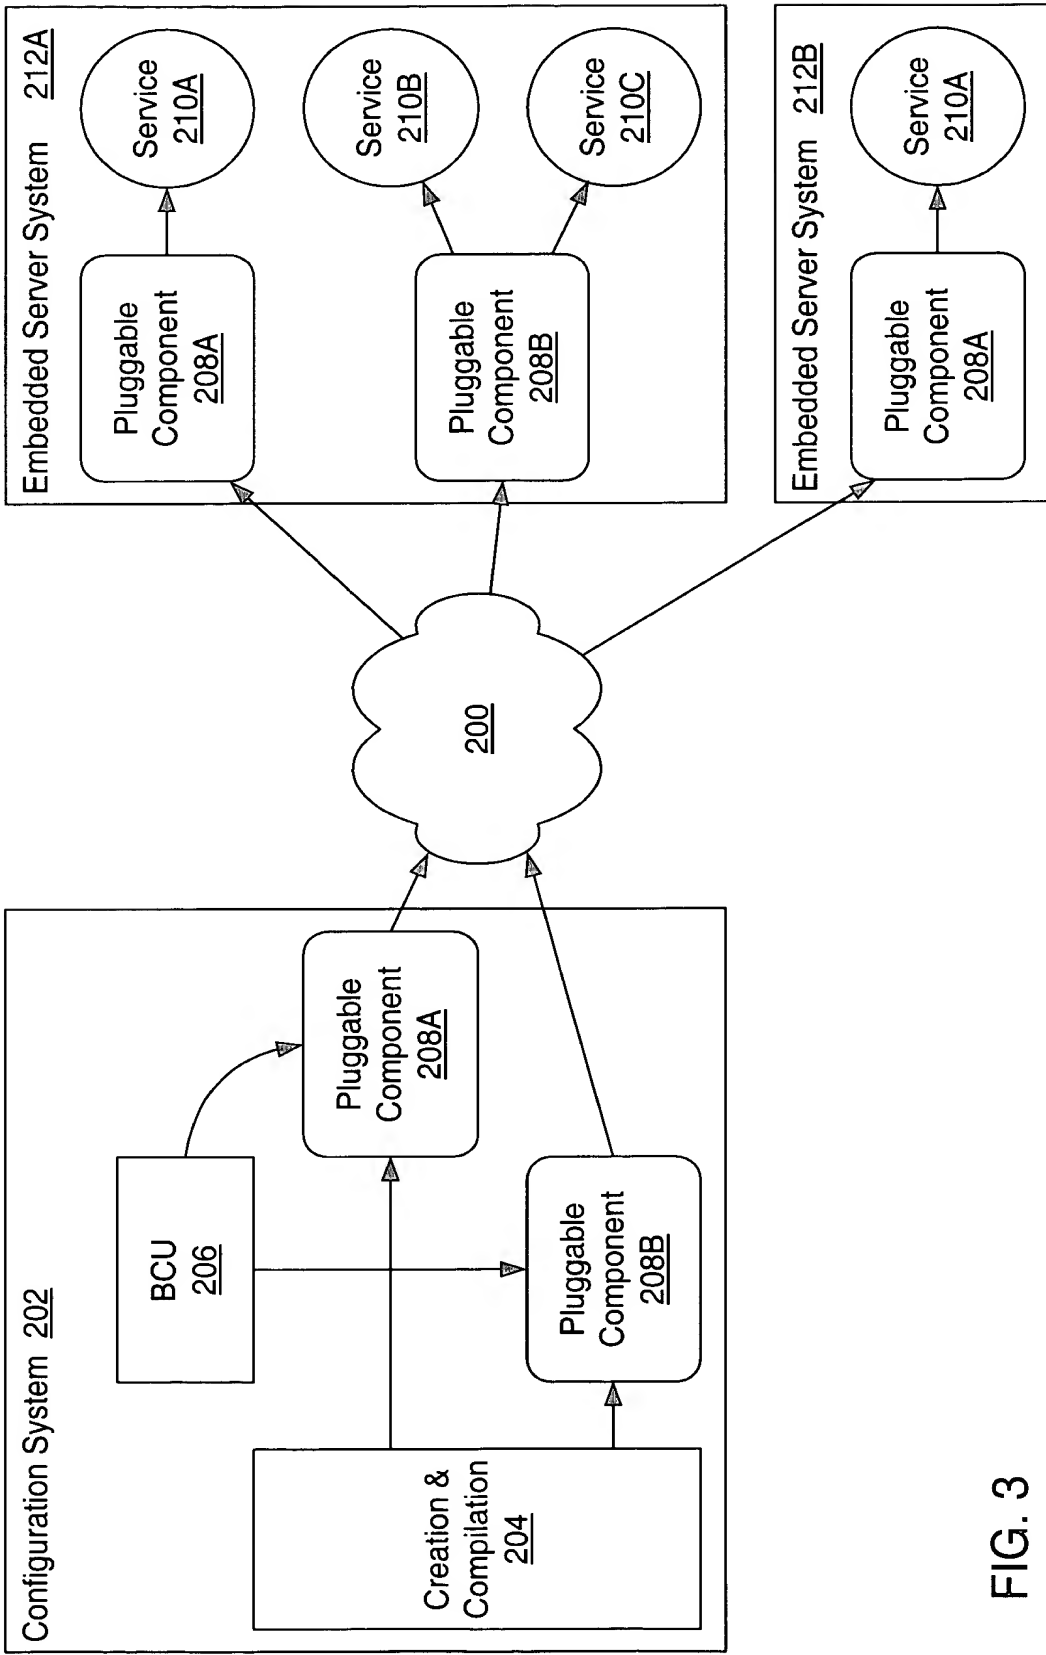 Configuration System 202
BCU
206
Creation &
Compilation
204
Pluggable
Component
208A
Pluggable
Component
208B
200
Embedded Server System 212A
Pluggable
Component
208A
Service
210A
Pluggable
Component
208B
Service
210B
Service
210C
Embedded Server System 212B
Pluggable
Component
208A
Service
210A
FIG. 3